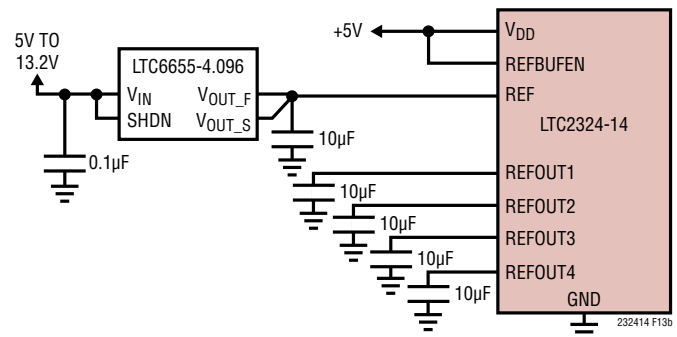 5V TO
13.2V
LTC6655-4.096
VIN
SHDN
VOUT_F
VOUT_S
0.1µF
10µF
+5V
VDD
REFBUFEN
REF
LTC2324-14
REFOUT1
10µF
REFOUT2
10µF
REFOUT3
10µF
REFOUT4
10µF
GND
232414 F13b